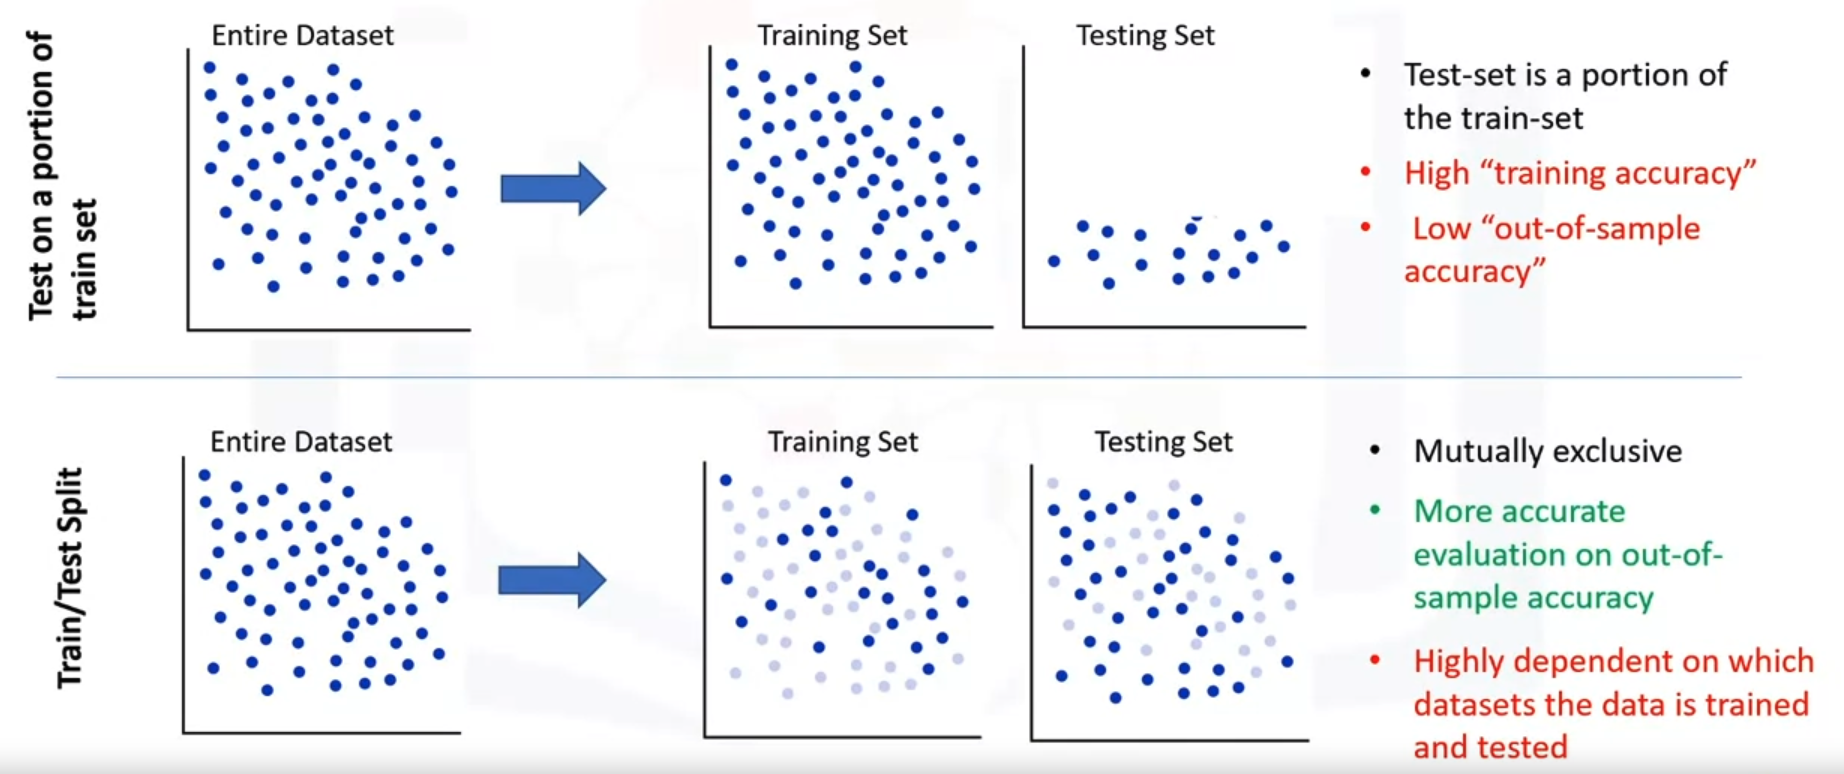 Test on a portion of
train set
Entire Dataset
Training Set
Testing Set
• Test-set is a portion of
the train-set
• High “training accuracy”
• Low “out-of-sample
accuracy”
Train/Test Split
Entire Dataset
Training Set
Testing Set
• Mutually exclusive
• More accurate
evaluation on out-of-
sample accuracy
• Highly dependent on which
datasets the data is trained
and tested